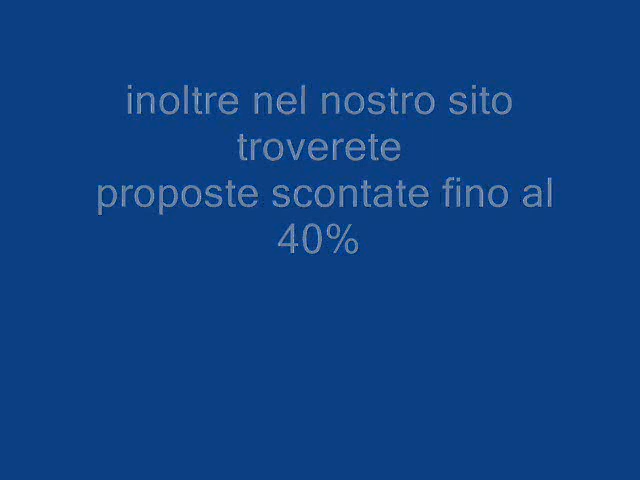 inoltre nel nostro sito
troverete
proposte scontate fino al
40%